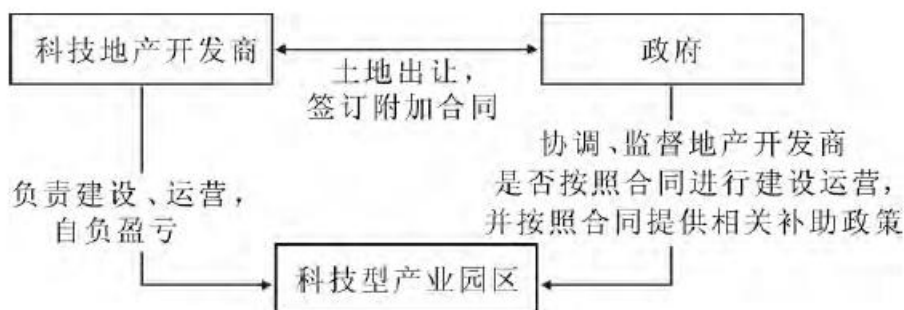 科技地产开发商
政府
土地出让，
签订附加合同
负责建设、运营，
自负盈亏
协调、监督地产开发商
是否按照合同进行建设运营，
并按照合同提供相关补助政策
科技型产业园区